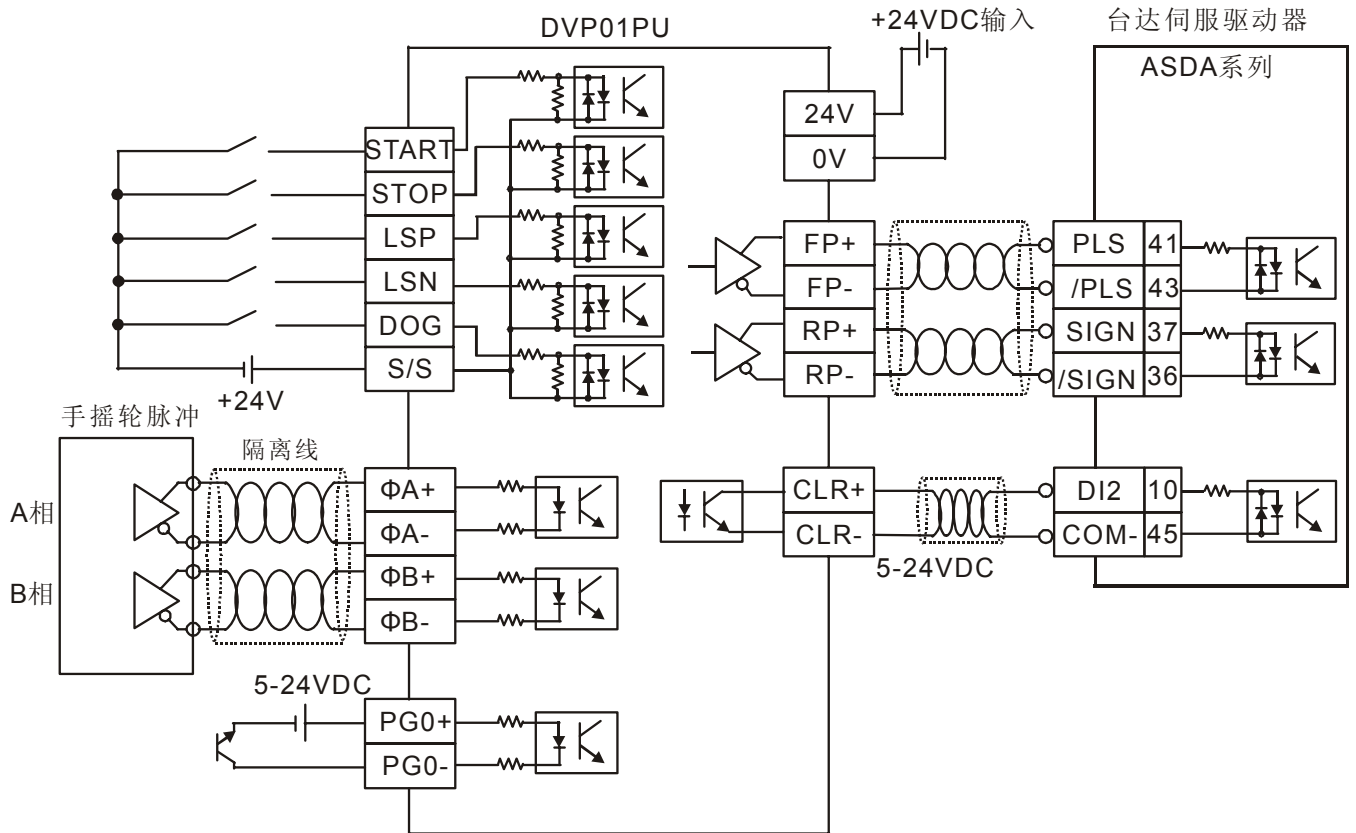 DVP01PU
+24VDC输入
台达伺服驱动器
ASDA系列
24V
0V
START
STOP
LSP
LSN
DOG
S/S
+24V
FP+
FP-
RP+
RP-
PLS 41
/PLS 43
SIGN 37
/SIGN 36
手摇轮脉冲
隔离线
A相
B相
ΦA+
ΦA-
ΦB+
ΦB-
CLR+
CLR-
5-24VDC
DI2 10
COM- 45
5-24VDC
PG0+
PG0-